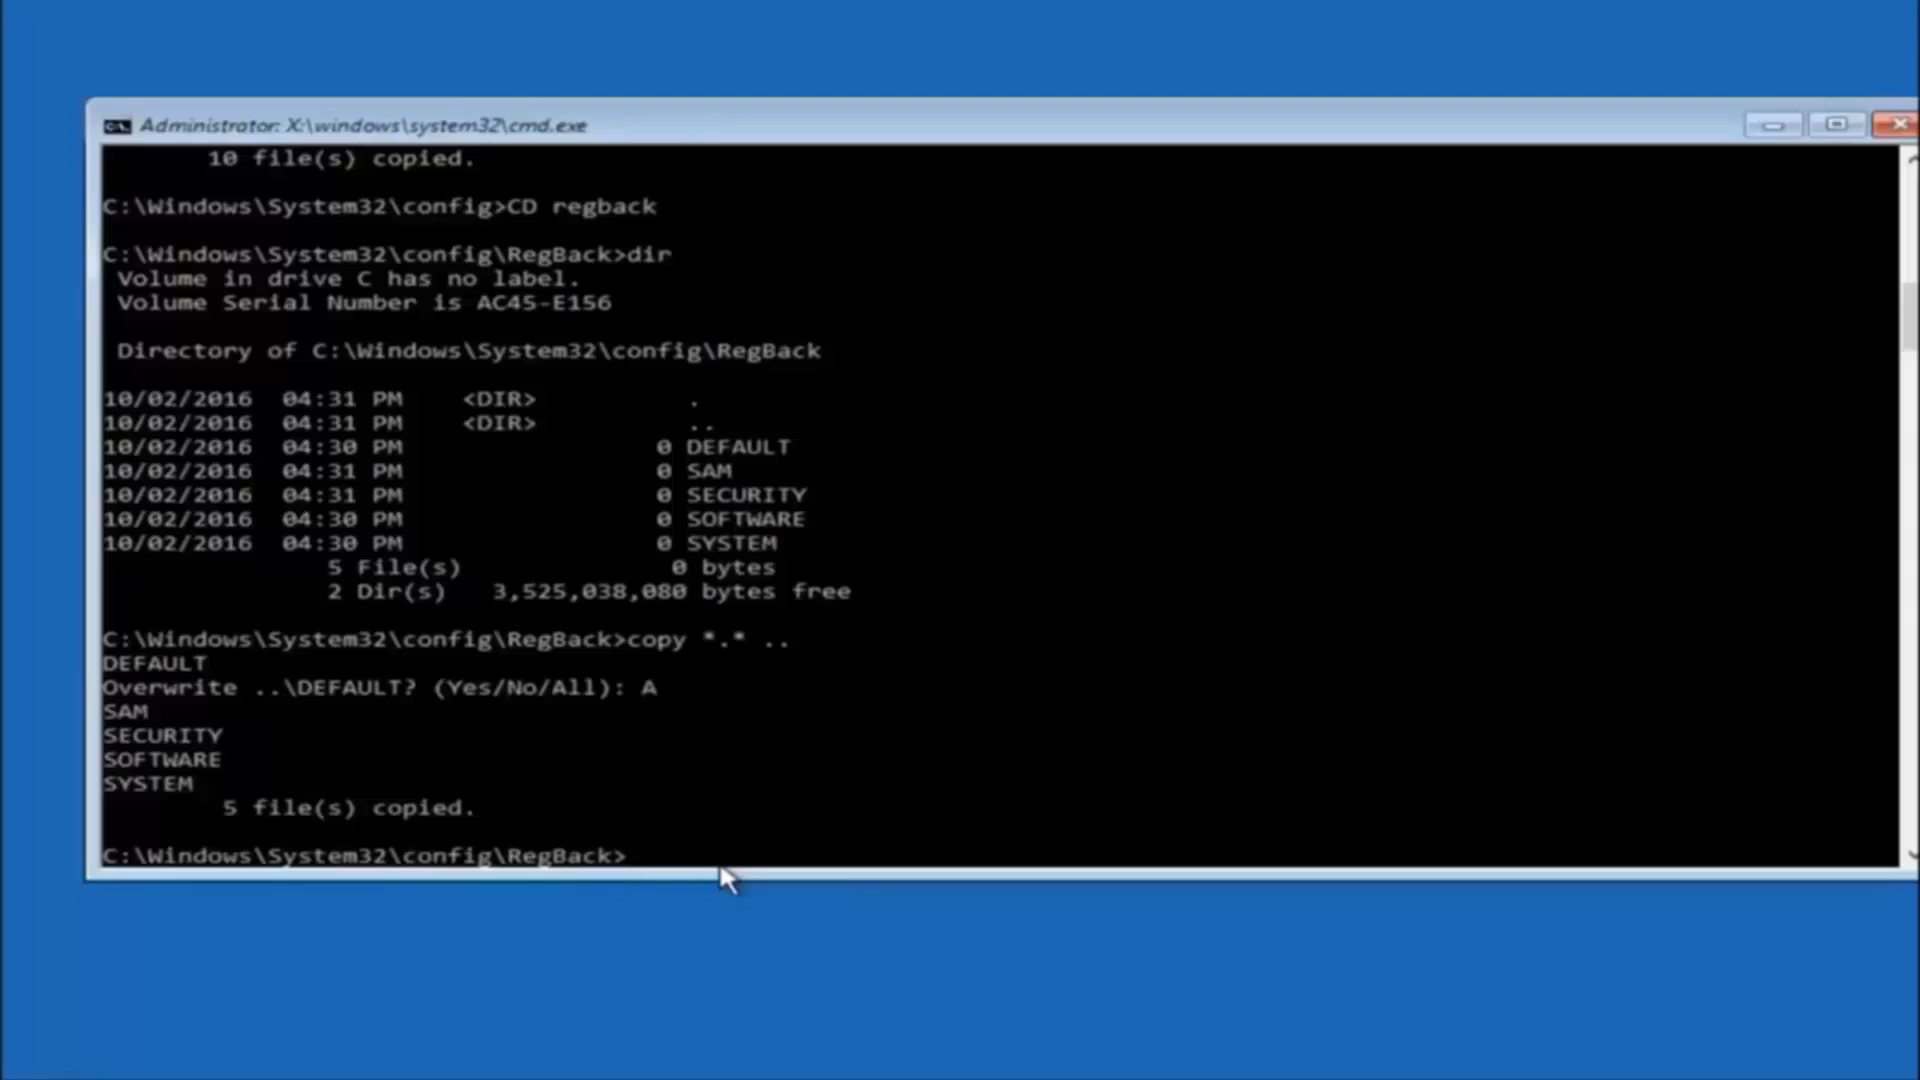 Administrator: X:\windows\system32\cmd.exe
10 file(s) copied.
C:\Windows\System32\config>CD regback
C:\Windows\System32\config\RegBack>dir
Volume in drive C has no label.
Volume Serial Number is AC45-E156
Directory of C:\Windows\System32\config\RegBack
10/02/2016 04:31 PM <DIR> .
10/02/2016 04:31 PM <DIR> ..
10/02/2016 04:30 PM 0 DEFAULT
10/02/2016 04:31 PM 0 SAM
10/02/2016 04:31 PM 0 SECURITY
10/02/2016 04:30 PM 0 SOFTWARE
10/02/2016 04:30 PM 0 SYSTEM
5 File(s) 0 bytes
2 Dir(s) 3,525,038,080 bytes free
C:\Windows\System32\config\RegBack>copy *.* ..
DEFAULT
Overwrite ..\DEFAULT? (Yes/No/All): A
SAM
SECURITY
SOFTWARE
SYSTEM
5 file(s) copied.
C:\Windows\System32\config\RegBack>